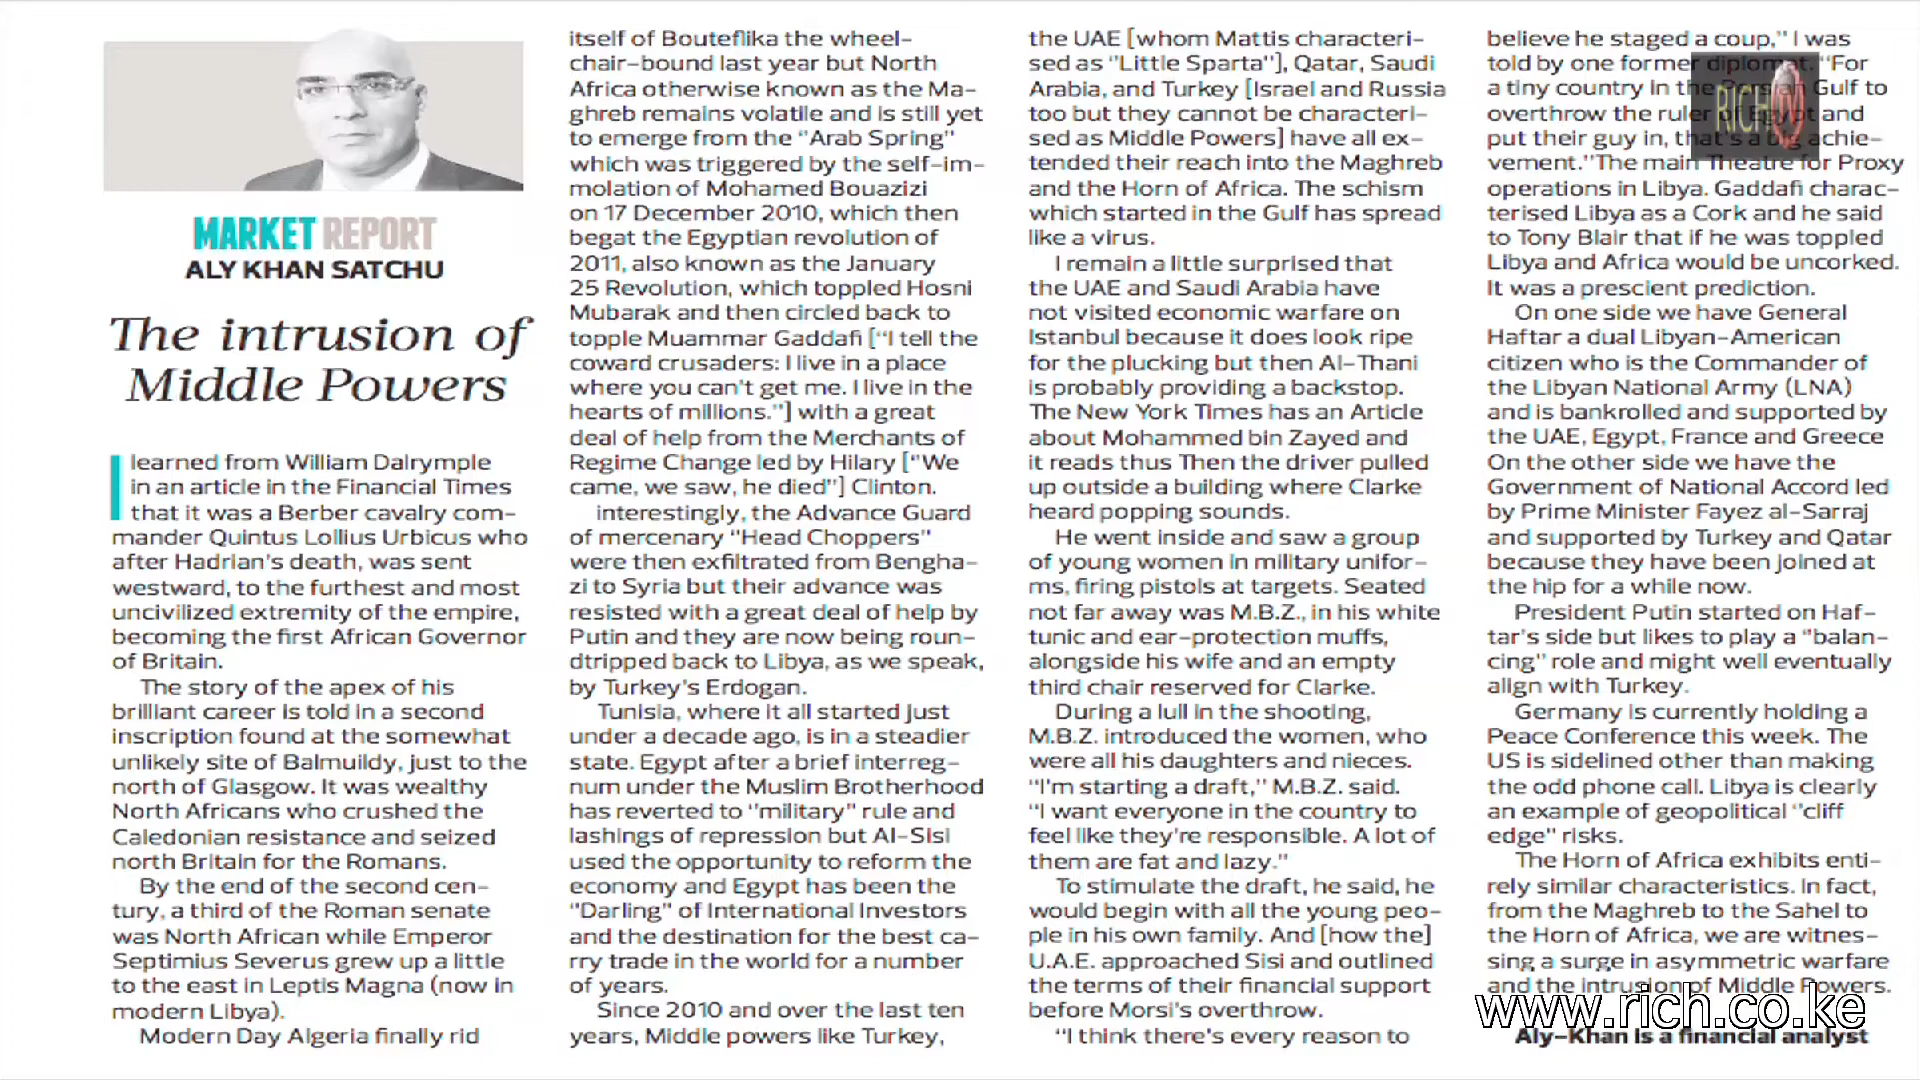 MARKET REPORT
ALY KHAN SATCHU
The intrusion of
Middle Powers
I learned from William Dalrymple
in an article in the Financial Times
that it was a Berber cavalry com-
mander Quintus Lollius Urbicus who
after Hadrian's death, was sent
westward, to the furthest and most
uncivilized extremity of the empire,
becoming the first African Governor
of Britain.
The story of the apex of his
brilliant career is told in a second
inscription found at the somewhat
unlikely site of Balmuildy, just to the
north of Glasgow. It was wealthy
North Africans who crushed the
Caledonian resistance and seized
north Britain for the Romans.
By the end of the second cen-
tury, a third of the Roman senate
was North African while Emperor
Septimius Severus grew up a little
to the east in Leptis Magna (now in
modern Libya).
Modern Day Algeria finally rid
itself of Bouteflika the wheel-
chair-bound last year but North
Africa otherwise known as the Ma-
ghreb remains volatile and is still yet
to emerge from the "Arab Spring"
which was triggered by the self-im-
molation of Mohamed Bouazizi
on 17 December 2010, which then
begat the Egyptian revolution of
2011, also known as the January
25 Revolution, which toppled Hosni
Mubarak and then circled back to
topple Muammar Gaddafi ["I tell the
coward crusaders: I live in a place
where you can't get me. I live in the
hearts of millions."] with a great
deal of help from the Merchants of
Regime Change led by Hilary ["We
came, we saw, he died"] Clinton.
interestingly, the Advance Guard
of mercenary "Head Choppers"
were then exfiltrated from Bengha-
zi to Syria but their advance was
resisted with a great deal of help by
Putin and they are now being roun-
dtripped back to Libya, as we speak,
by Turkey's Erdogan.
Tunisia, where it all started just
under a decade ago, is in a steadier
state. Egypt after a brief interreg-
num under the Muslim Brotherhood
has reverted to "military" rule and
lashings of repression but Al-Sisi
used the opportunity to reform the
economy and Egypt has been the
"Darling" of International Investors
and the destination for the best ca-
rry trade in the world for a number
of years.
Since 2010 and over the last ten
years, Middle powers like Turkey,
the UAE [whom Mattis characteri-
sed as "Little Sparta"], Qatar, Saudi
Arabia, and Turkey [Israel and Russia
too but they cannot be characteri-
sed as Middle Powers] have all ex-
tended their reach into the Maghreb
and the Horn of Africa. The schism
which started in the Gulf has spread
like a virus.
I remain a little surprised that
the UAE and Saudi Arabia have
not visited economic warfare on
Istanbul because it does look ripe
for the plucking but then Al-Thani
is probably providing a backstop.
The New York Times has an Article
about Mohammed bin Zayed and
it reads thus Then the driver pulled
up outside a building where Clarke
heard popping sounds.
He went inside and saw a group
of young women in military unifor-
ms, firing pistols at targets. Seated
not far away was M.B.Z., in his white
tunic and ear-protection muffs,
alongside his wife and an empty
third chair reserved for Clarke.
During a lull in the shooting,
M.B.Z. introduced the women, who
were all his daughters and nieces.
"I'm starting a draft," M.B.Z. said.
"I want everyone in the country to
feel like they're responsible. A lot of
them are fat and lazy."
To stimulate the draft, he said, he
would begin with all the young peo-
ple in his own family. And [how the]
U.A.E. approached Sisi and outlined
the terms of their financial support
before Morsi's overthrow.
"I think there's every reason to
believe he staged a coup," I was
told by one former diplomat. "For
a tiny country in the Persian Gulf to
overthrow the ruler of Egypt and
put their guy in, that's a big achie-
vement."The main Theatre for Proxy
operations in Libya. Gaddafi charac-
terised Libya as a Cork and he said
to Tony Blair that if he was toppled
Libya and Africa would be uncorked.
It was a prescient prediction.
On one side we have General
Haftar a dual Libyan-American
citizen who is the Commander of
the Libyan National Army (LNA)
and is bankrolled and supported by
the UAE, Egypt, France and Greece
On the other side we have the
Government of National Accord led
by Prime Minister Fayez al-Sarraj
and supported by Turkey and Qatar
because they have been joined at
the hip for a while now.
President Putin started on Haf-
tar's side but likes to play a "balan-
cing" role and might well eventually
align with Turkey.
Germany is currently holding a
Peace Conference this week. The
US is sidelined other than making
the odd phone call. Libya is clearly
an example of geopolitical "cliff
edge" risks.
The Horn of Africa exhibits enti-
rely similar characteristics. In fact,
from the Maghreb to the Sahel to
the Horn of Africa, we are witnes-
sing a surge in asymmetric warfare
and the intrusion of Middle Powers.
Aly-Khan is a financial analyst
RICH
www.rich.co.ke